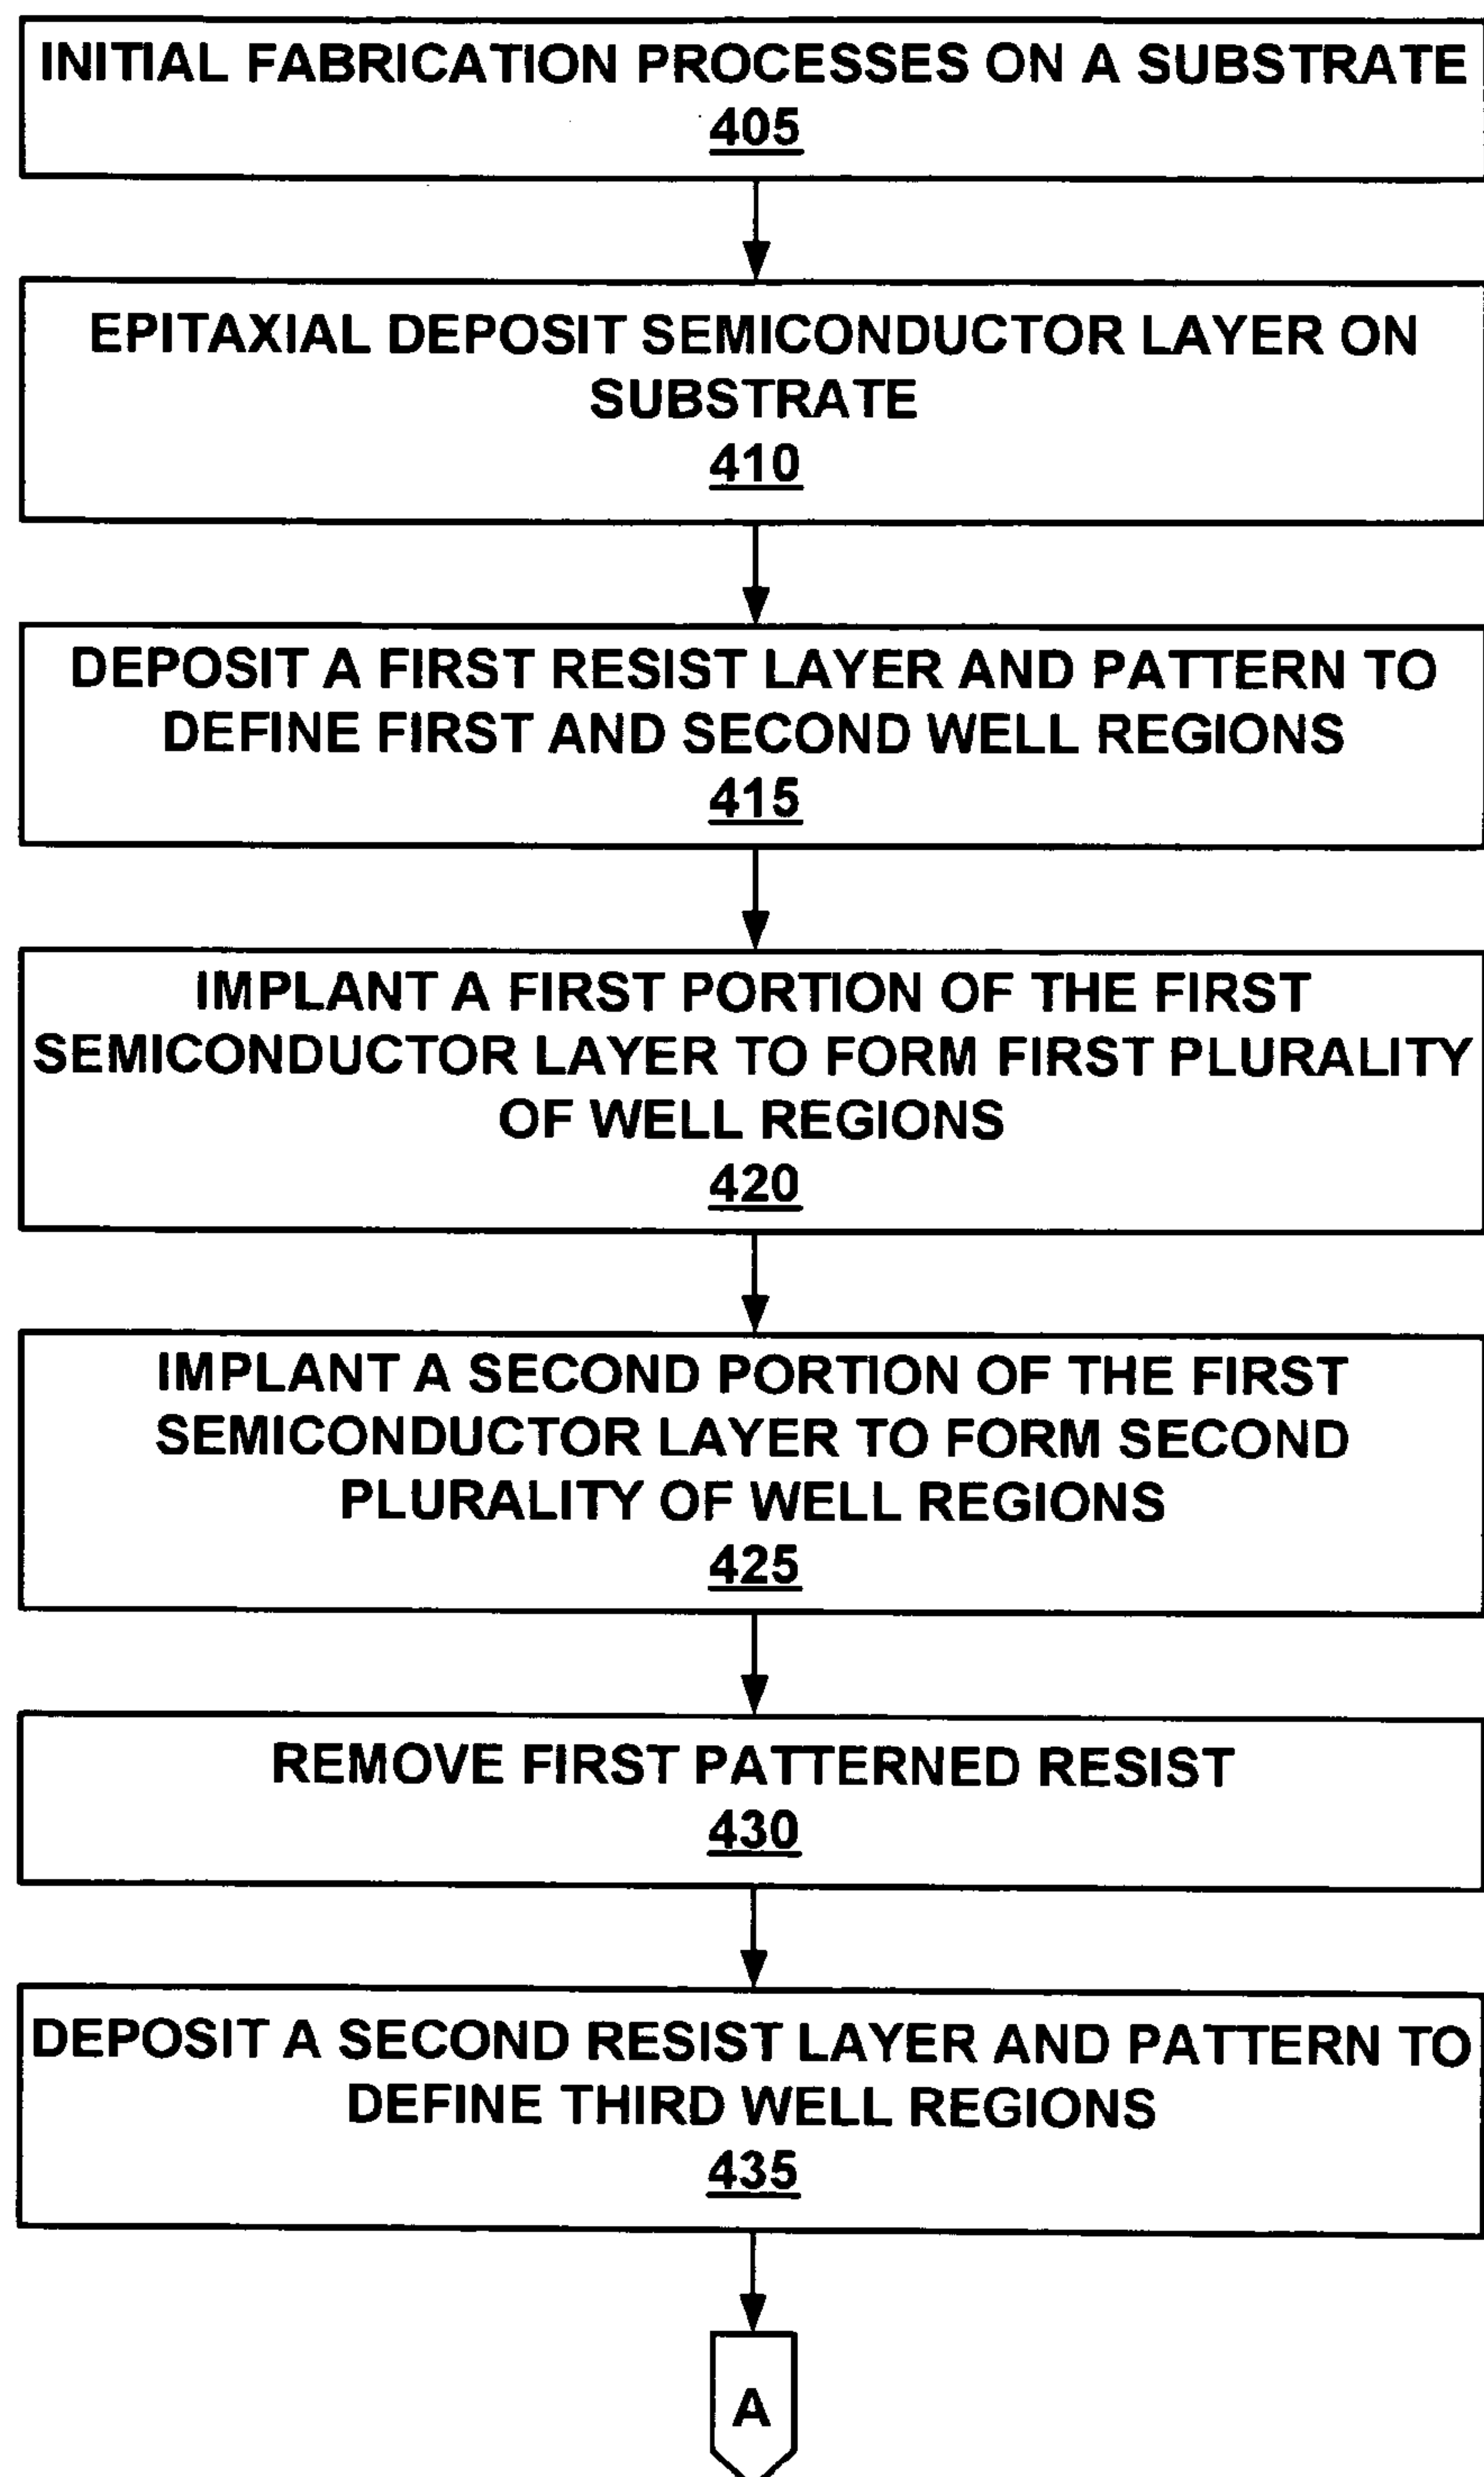 INITIAL FABRICATION PROCESSES ON A SUBSTRATE
405
EPITAXIAL DEPOSIT SEMICONDUCTOR LAYER ON
SUBSTRATE
410
DEPOSIT A FIRST RESIST LAYER AND PATTERN TO
DEFINE FIRST AND SECOND WELL REGIONS
415
IMPLANT A FIRST PORTION OF THE FIRST
SEMICONDUCTOR LAYER TO FORM FIRST PLURALITY
OF WELL REGIONS
420
IMPLANT A SECOND PORTION OF THE FIRST
SEMICONDUCTOR LAYER TO FORM SECOND
PLURALITY OF WELL REGIONS
425
REMOVE FIRST PATTERNED RESIST
430
DEPOSIT A SECOND RESIST LAYER AND PATTERN TO
DEFINE THIRD WELL REGIONS
435
A